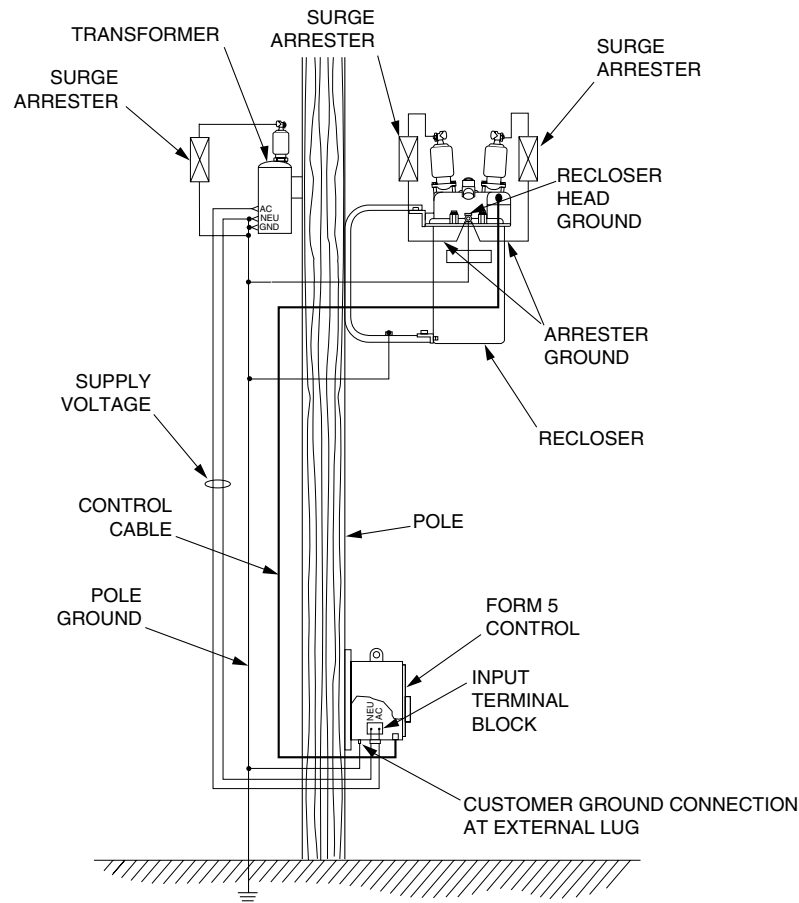 SURGE
ARRESTER
TRANSFORMER
SURGE
ARRESTER
SURGE
ARRESTER
RECLOSER
HEAD
GROUND
AC
NEU
GND
ARRESTER
GROUND
SUPPLY
VOLTAGE
RECLOSER
CONTROL
CABLE
POLE
POLE
GROUND
FORM 5
CONTROL
INPUT
TERMINAL
BLOCK
NEU
AC
CUSTOMER GROUND CONNECTION
AT EXTERNAL LUG